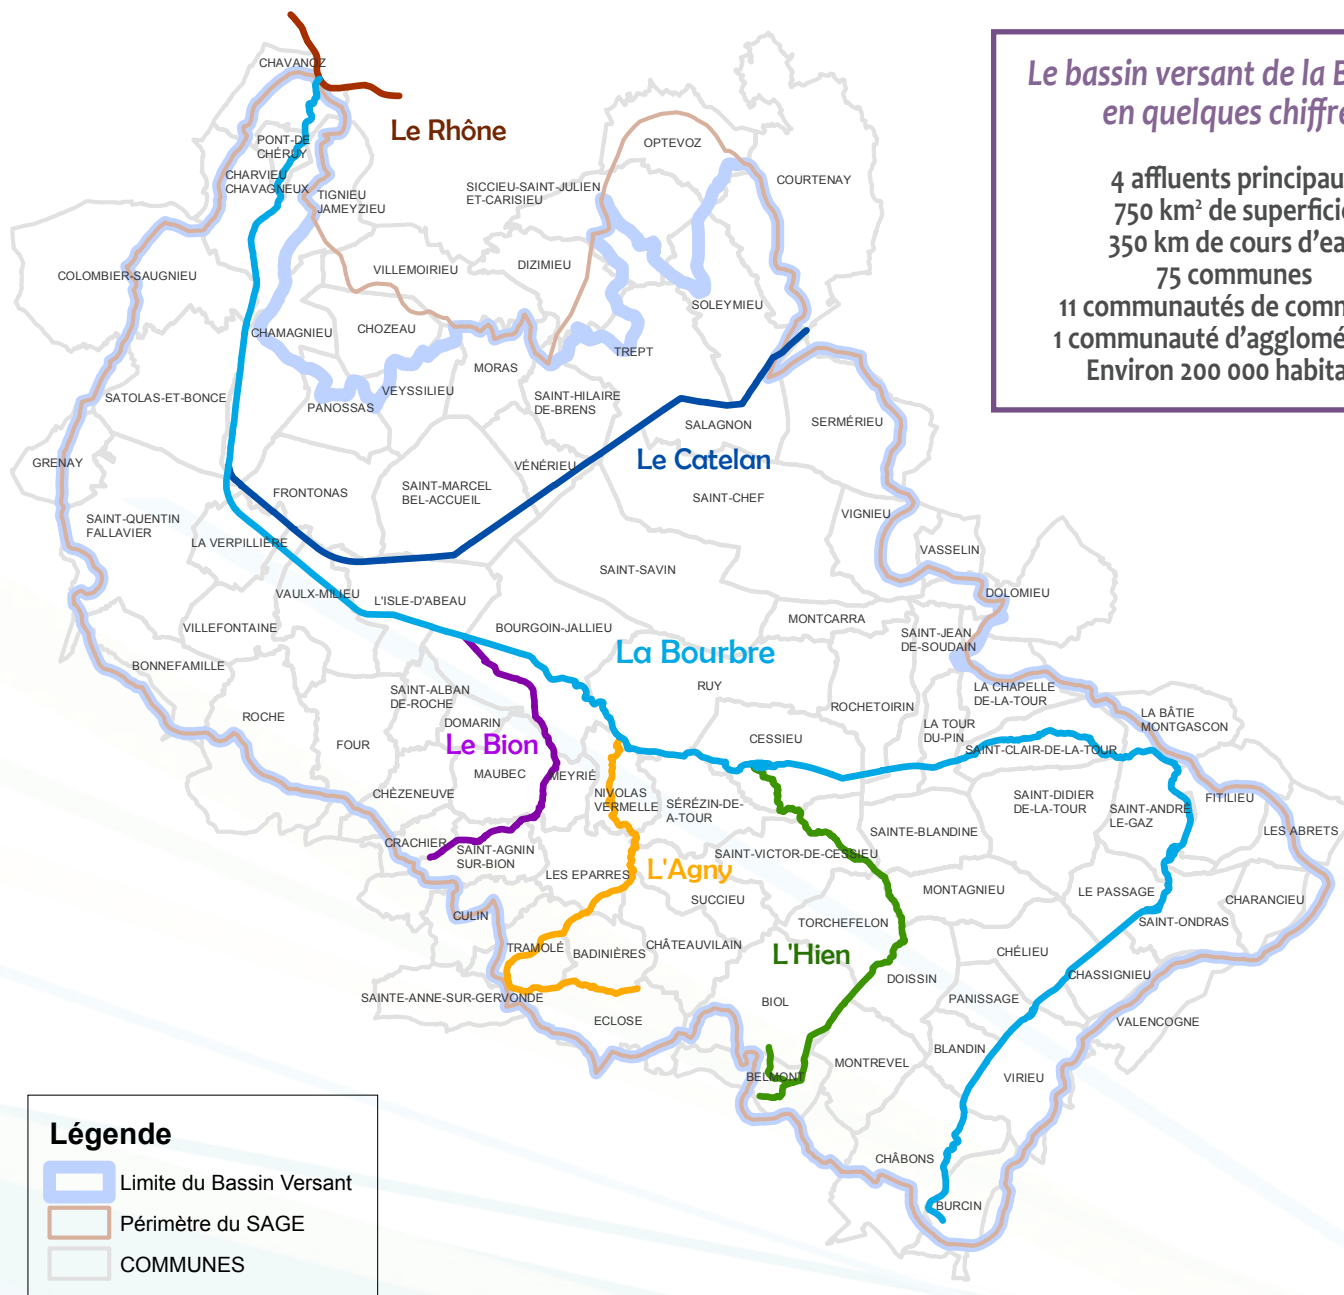 Le bassin versant de la B
en quelques chiffre
4 affluents principau
750 km² de superficie
350 km de cours d'ea
75 communes
11 communautés de comm
1 communauté d'agglomé
Environ 200 000 habita
CHAVANOZ
Le Rhône
PONT-DE
CHÉRUY
CHARVIEU
CHAVAGNEUX
TIGNIEU
JAMEYZIEU
OPTEVOZ
SICCIEU-SAINT-JULIEN
ET-CARISIEU
COURTENAY
COLOMBIER-SAUGNIEU
VILLEMOIRIEU
DIZIMIEU
SOLEYMIEU
CHAMAGNIEU
CHOZEAU
TREPT
MORAS
VEYSSILIEU
SATOLAS-ET-BONCE
PANOSSAS
SAINT-HILAIRE
DE-BRENS
SALAGNON
SERMÉRIEU
GRENAY
VÉNÉRIEU
Le Catelan
FRONTONAS
SAINT-MARCEL
BEL-ACCUEIL
SAINT-CHEF
SAINT-QUENTIN
FALLAVIER
VIGNIEU
LA VERPILLIÈRE
VASSELIN
SAINT-SAVIN
VAULX-MILIEU
L'ISLE-D'ABEAU
DOLOMIEU
VILLEFONTAINE
BOURGOIN-JALLIEU
MONTCARRA
SAINT-JEAN
DE-SOUDAIN
BONNEFAMILLE
La Bourbre
SAINT-ALBAN
DE-ROCHE
RUY
LA CHAPELLE
DE-LA-TOUR
ROCHE
ROCHETOIRIN
LA BÂTIE
MONTGASCON
DOMARIN
LA TOUR
DU-PIN
FOUR
Le Bion
CESSIEU
SAINT-CLAIR-DE-LA-TOUR
MAUBEC
MEYRIÉ
CHÈZENEUVE
NIVOLAS
VERMELLE
SÉRÉZIN-DE-
A-TOUR
SAINT-DIDIER
DE-LA-TOUR
SAINT-ANDRÉ
LE-GAZ
FITILIEU
SAINTE-BLANDINE
LES ABRETS
CRACHIER
SAINT-AGNIN
SUR-BION
SAINT-VICTOR-DE-CESSIEU
LES EPARRES
L'Agny
MONTAGNIEU
LE PASSAGE
SUCCIEU
CHARANCIEU
CULIN
TORCHEFELON
SAINT-ONDRAS
TRAMOLÉ
BADINIÈRES
CHÂTEAUVILAIN
L'Hien
CHÉLIEU
DOISSIN
CHASSIGNIEU
SAINTE-ANNE-SUR-GERVONDE
BIOL
PANISSAGE
ECLOSE
VALENCOGNE
BLANDIN
MONTREVEL
BELMONT
VIRIEU
CHÂBONS
BURCIN
Légende
Limite du Bassin Versant
Périmètre du SAGE
COMMUNES